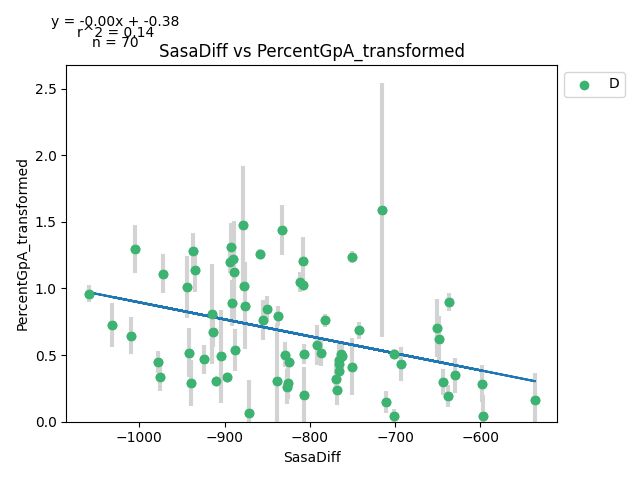 y = -0.00x + -0.38
r^2 = 0.14
n = 70
SasaDiff vs PercentGpA_transformed
D
2.5
2.0
1.5
1.0
0.5
0.0
PercentGpA_transformed
−1000 −900 −800 −700 −600
SasaDiff